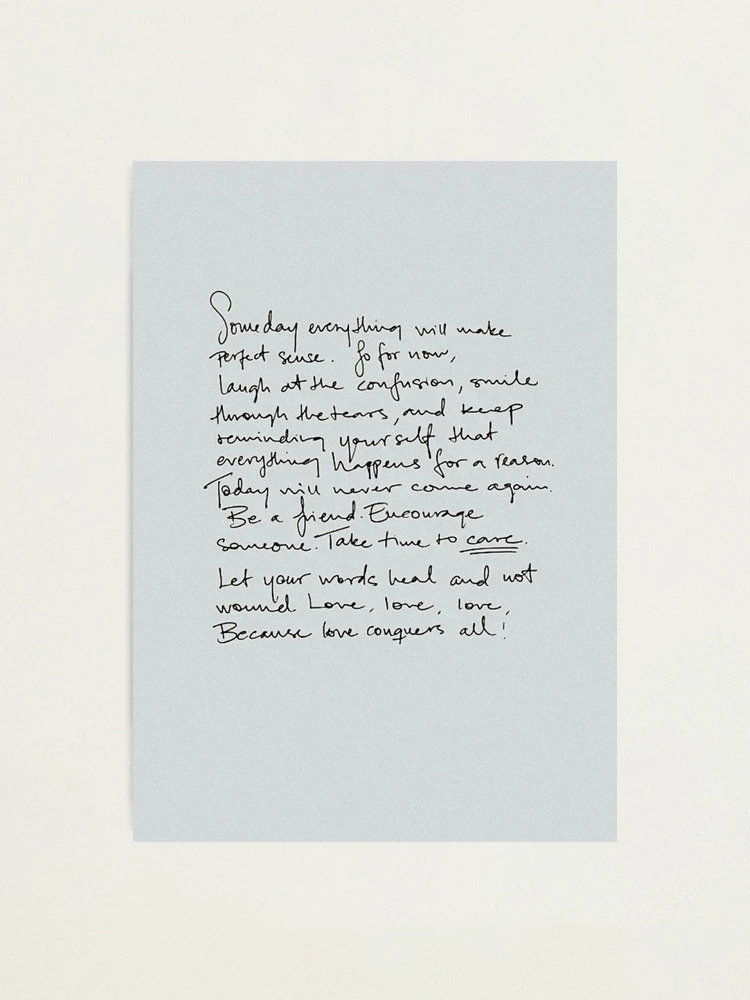 Someday everything will make
perfect sense. So for now,
laugh at the confusion, smile
through the tears, and keep
reminding yourself that
everything happens for a reason.
Today will never come again.
Be a friend. Encourage
someone. Take time to care.
Let your words heal and not
wound Love, love, love,
Because love conquers all!